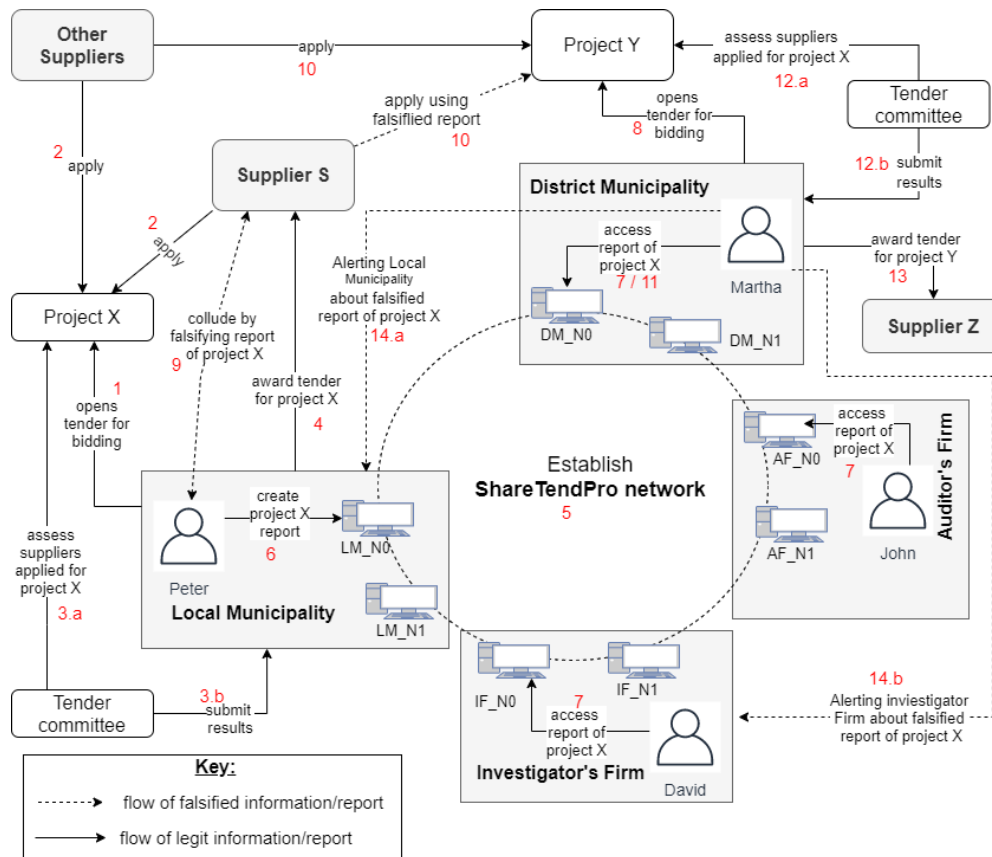 Other
Suppliers
apply
10
Project Y
assess suppliers
applied for project X
12.a
Tender
committee
apply using
falsiflied report
10
opens
tender for
bidding
8
2
apply
12.b
submit
results
Supplier S
District Municipality
2
apply
access
report of
project X
7 / 11
Martha
award tender
for project Y
13
Alerting Local
Municipality
about falsified
report of project X
14.a
Project X
collude by
falsifying report
of project X
9
DM_N0
DM_N1
Supplier Z
1
opens
tender for
bidding
award tender
for project X
4
access
report of
project X
7
AF_N0
Auditor's Firm
John
AF_N1
Establish
ShareTendPro network
5
create
project X
report
6
LM_N0
Peter
LM_N1
Local Municipality
assess
suppliers
applied for
project X
3.a
IF_N0
IF_N1
7
access
report of
project X
David
Investigator's Firm
14.b
Alerting investigator
Firm about falsified
report of project X
Tender
committee
3.b
submit
results
Key:
flow of falsified information/report
flow of legit information/report